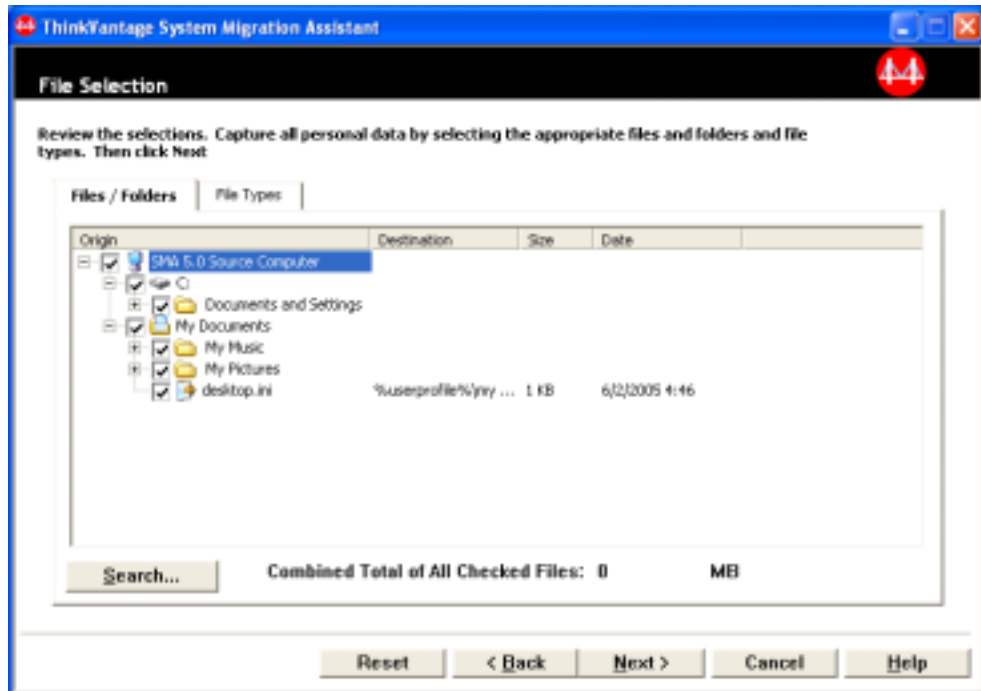 ThinkVantage System Migration Assistant
File Selection
Review the selections. Capture all personal data by selecting the appropriate files and folders and file
types. Then click Next
Files / Folders File Types
Origin Destination Size Date
SMA 5.0 Source Computer
C:
Documents and Settings
My Documents
My Music
My Pictures
desktop.ini %userprofile%\my ... 1 KB 6/2/2005 4:46
Search... Combined Total of All Checked Files: 0 MB
Reset < Back Next > Cancel Help